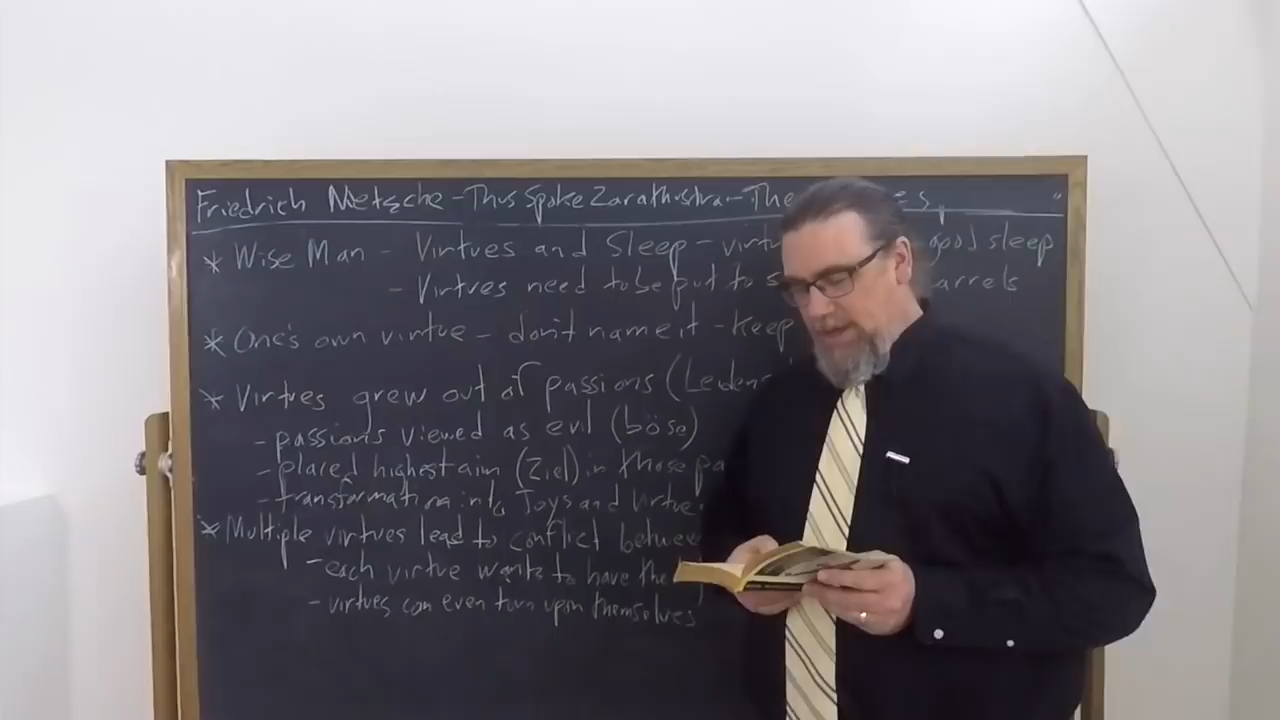 Friedrich Nietzsche - Thus Spoke Zarathustra - The es "
* Wise Man - Virtues and Sleep - virtu good sleep
- Virtues need to be put to s arrels
* One's own virtue - don't name it - Keep
* Virtues grew out of passions (Leidens
- passions viewed as evil (böse)
- placed highest aim (Ziel) in those pa
- transformation into Joys and Virtue
* Multiple virtues lead to conflict between
- each virtue wants to have the
- virtues can even turn upon themselves